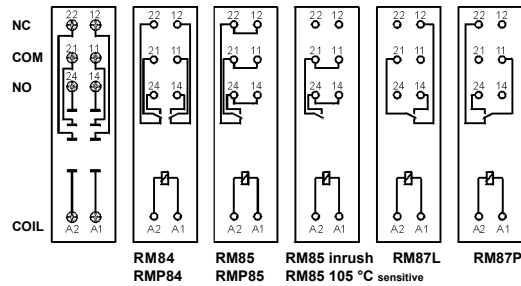 NC 22 12 22 12 22 12 22 12 22 12 22 12
COM 21 11 21 11 21 11 21 11 21 11 21 11
NO 24 14 24 14 24 14 24 14 24 14 24 14
COIL A2 A1 A2 A1 A2 A1 A2 A1 A2 A1 A2 A1
RM84 RM85 RM85 inrush RM87L RM87P
RMP84 RMP85 RM85 105 °C sensitive